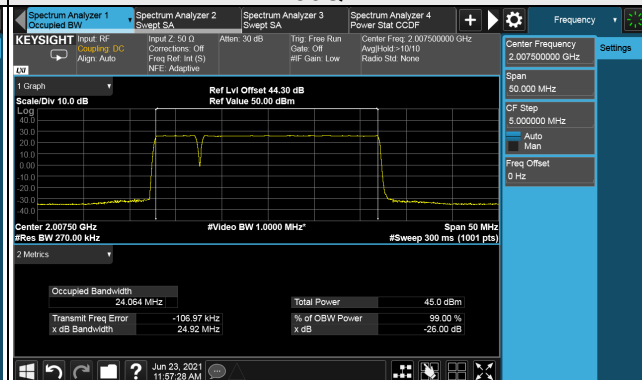 Spectrum Analyzer 1
Occupied BW
Spectrum Analyzer 2
Swept SA
Spectrum Analyzer 3
Swept SA
Spectrum Analyzer 4
Power Stat CCDF
Frequency
KEYSIGHT
Input: RF
Coupling: DC
Align: Auto
Input Z: 50 Ω
Corrections: Off
Freq Ref: Int (S)
NFE: Adaptive
Atten: 30 dB
Trig: Free Run
Gate: Off
#IF Gain: Low
Center Freq: 2.007500000 GHz
Avg|Hold:>10/10
Radio Std: None
LXI
Center Frequency
2.007500000 GHz
Settings
Span
50.000 MHz
CF Step
5.000000 MHz
Auto
Man
Freq Offset
0 Hz
1 Graph
Scale/Div 10.0 dB
Ref Lvl Offset 44.30 dB
Ref Value 50.00 dBm
Log
40.0
30.0
20.0
10.0
0.00
-10.0
-20.0
-30.0
-40.0
Center 2.00750 GHz
#Res BW 270.00 kHz
#Video BW 1.0000 MHz*
Span 50 MHz
#Sweep 300 ms (1001 pts)
2 Metrics
Occupied Bandwidth
24.064 MHz
Total Power 45.0 dBm
Transmit Freq Error -106.97 kHz
% of OBW Power 99.00 %
x dB Bandwidth 24.92 MHz
x dB -26.00 dB
Jun 23, 2021
11:57:28 AM